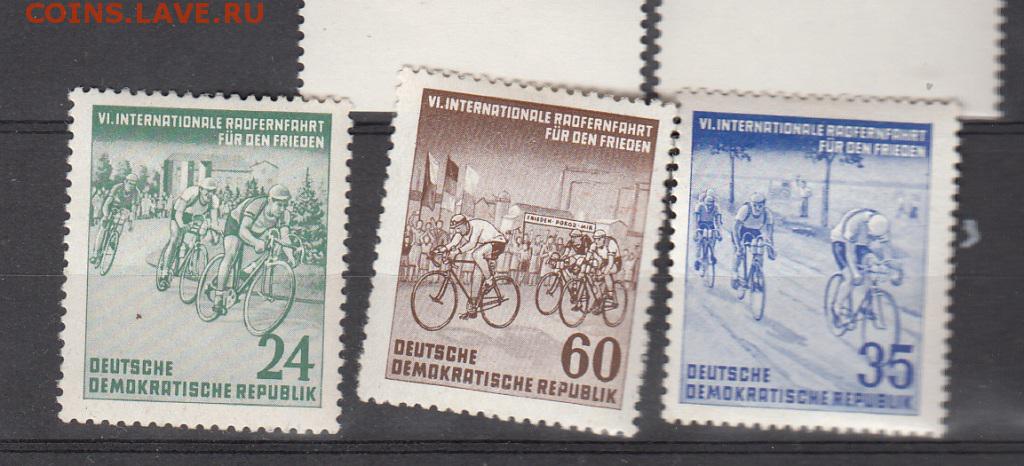 COINS.LAVE.RU
VI. INTERNATIONALE RADFERNFAHRT
FÜR DEN FRIEDEN
24
DEUTSCHE
DEMOKRATISCHE REPUBLIK
VI. INTERNATIONALE RADFERNFAHRT
FÜR DEN FRIEDEN
FRIEDEN-POKOJ-MIR
60
DEUTSCHE
DEMOKRATISCHE REPUBLIK
VI. INTERNATIONALE RADFERNFAHRT
FÜR DEN FRIEDEN
35
DEUTSCHE
DEMOKRATISCHE REPUBLIK